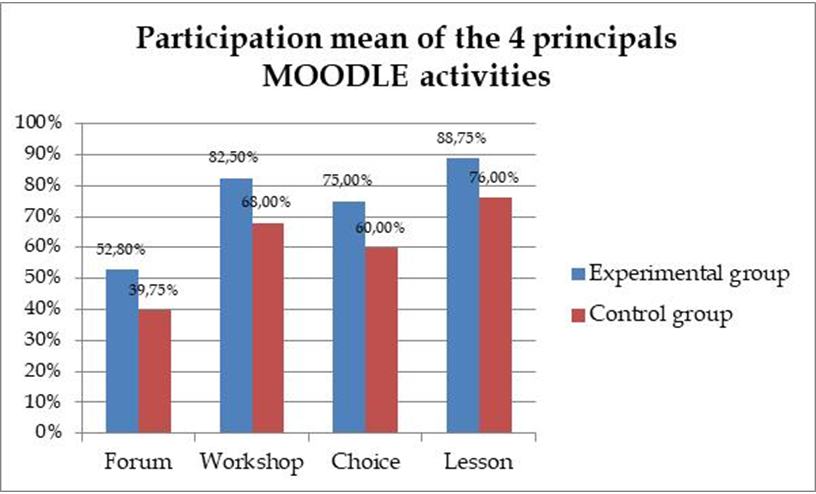 Participation mean of the 4 principals
MOODLE activities
100%
90%
80%
70%
60%
50%
40%
30%
20%
10%
0%
52,80%
39,75%
82,50%
68,00%
75,00%
60,00%
88,75%
76,00%
Forum
Workshop
Choice
Lesson
Experimental group
Control group